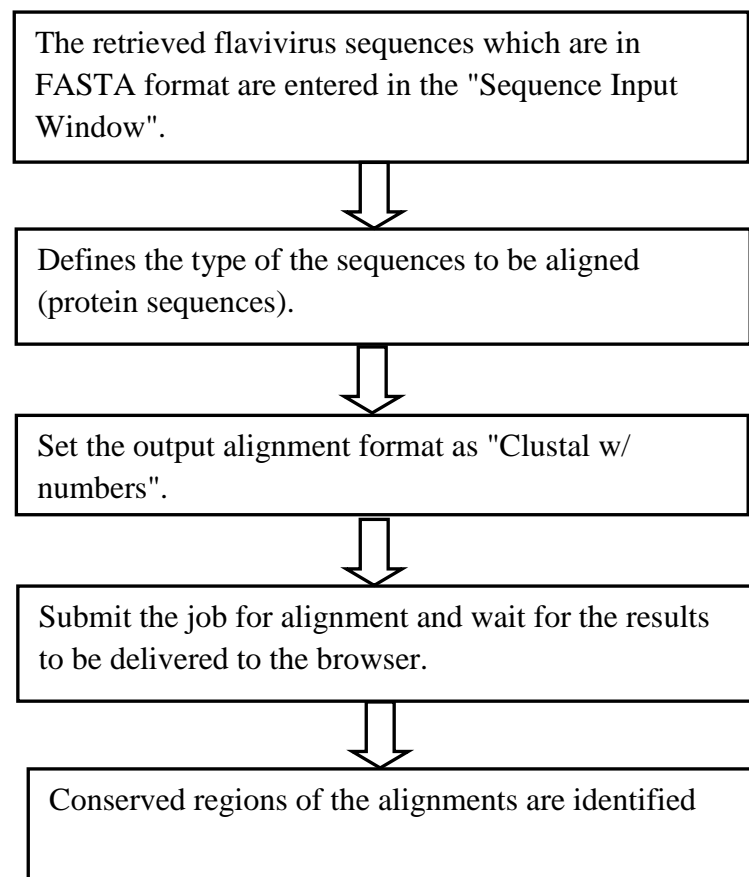 The retrieved flavivirus sequences which are in
FASTA format are entered in the "Sequence Input
Window".
Defines the type of the sequences to be aligned
(protein sequences).
Set the output alignment format as "Clustal w/
numbers".
Submit the job for alignment and wait for the results
to be delivered to the browser.
Conserved regions of the alignments are identified